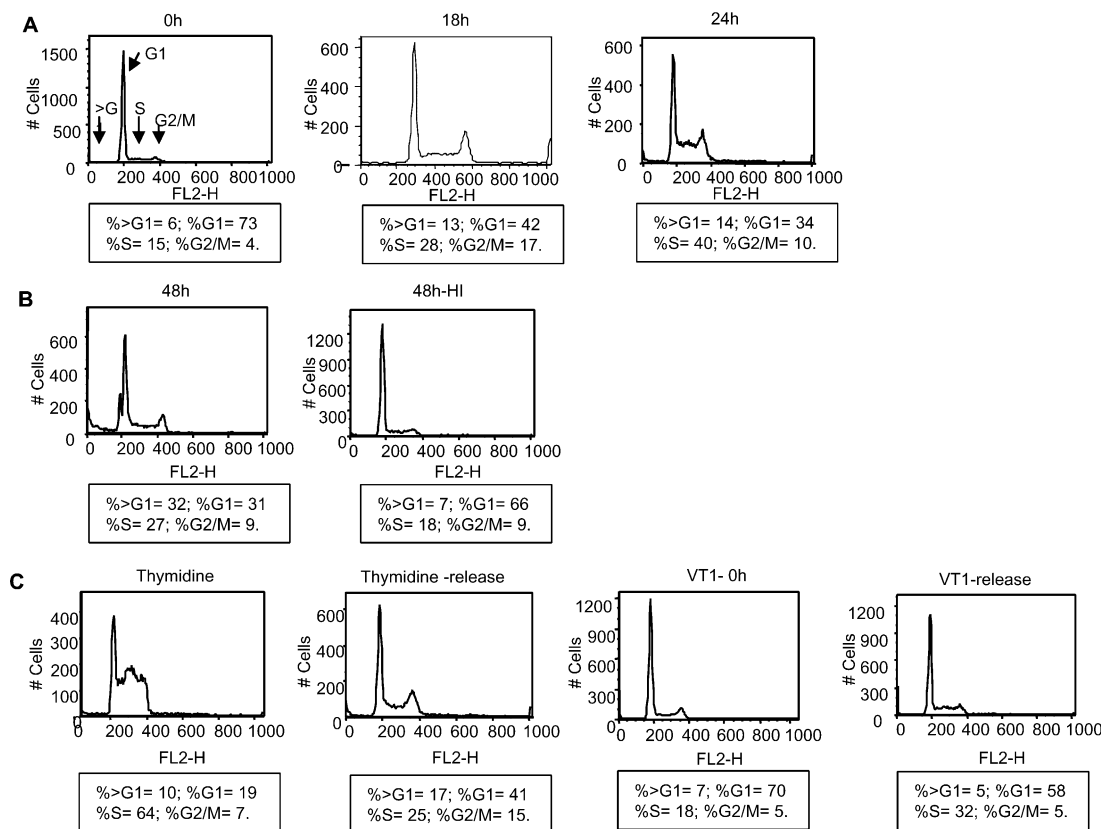 A
0h
18h
24h
1500
1000
500
0
# Cells
>G
G1
S
G2/M
0 200 400 600 800 1000
FL2-H
600
400
200
0
# Cells
0 200 400 600 800 1000
FL2-H
600
400
200
0
# Cells
0 200 400 600 800 1000
FL2-H
%>G1= 6; %G1= 73
%S= 15; %G2/M= 4.
%>G1= 13; %G1= 42
%S= 28; %G2/M= 17.
%>G1= 14; %G1= 34
%S= 40; %G2/M= 10.
B
48h
48h-HI
600
400
200
0
# Cells
0 200 400 600 800 1000
FL2-H
1200
900
600
300
0
# Cells
0 200 400 600 800 1000
FL2-H
%>G1= 32; %G1= 31
%S= 27; %G2/M= 9.
%>G1= 7; %G1= 66
%S= 18; %G2/M= 9.
C
Thymidine
Thymidine -release
VT1- 0h
VT1-release
400
300
200
100
0
# Cells
0 200 400 600 800 1000
FL2-H
600
400
200
0
# Cells
0 200 400 600 800 1000
FL2-H
1200
900
600
300
0
# Cells
0 200 400 600 800 1000
FL2-H
1200
900
600
300
0
# Cells
0 200 400 600 800 1000
FL2-H
%>G1= 10; %G1= 19
%S= 64; %G2/M= 7.
%>G1= 17; %G1= 41
%S= 25; %G2/M= 15.
%>G1= 7; %G1= 70
%S= 18; %G2/M= 5.
%>G1= 5; %G1= 58
%S= 32; %G2/M= 5.